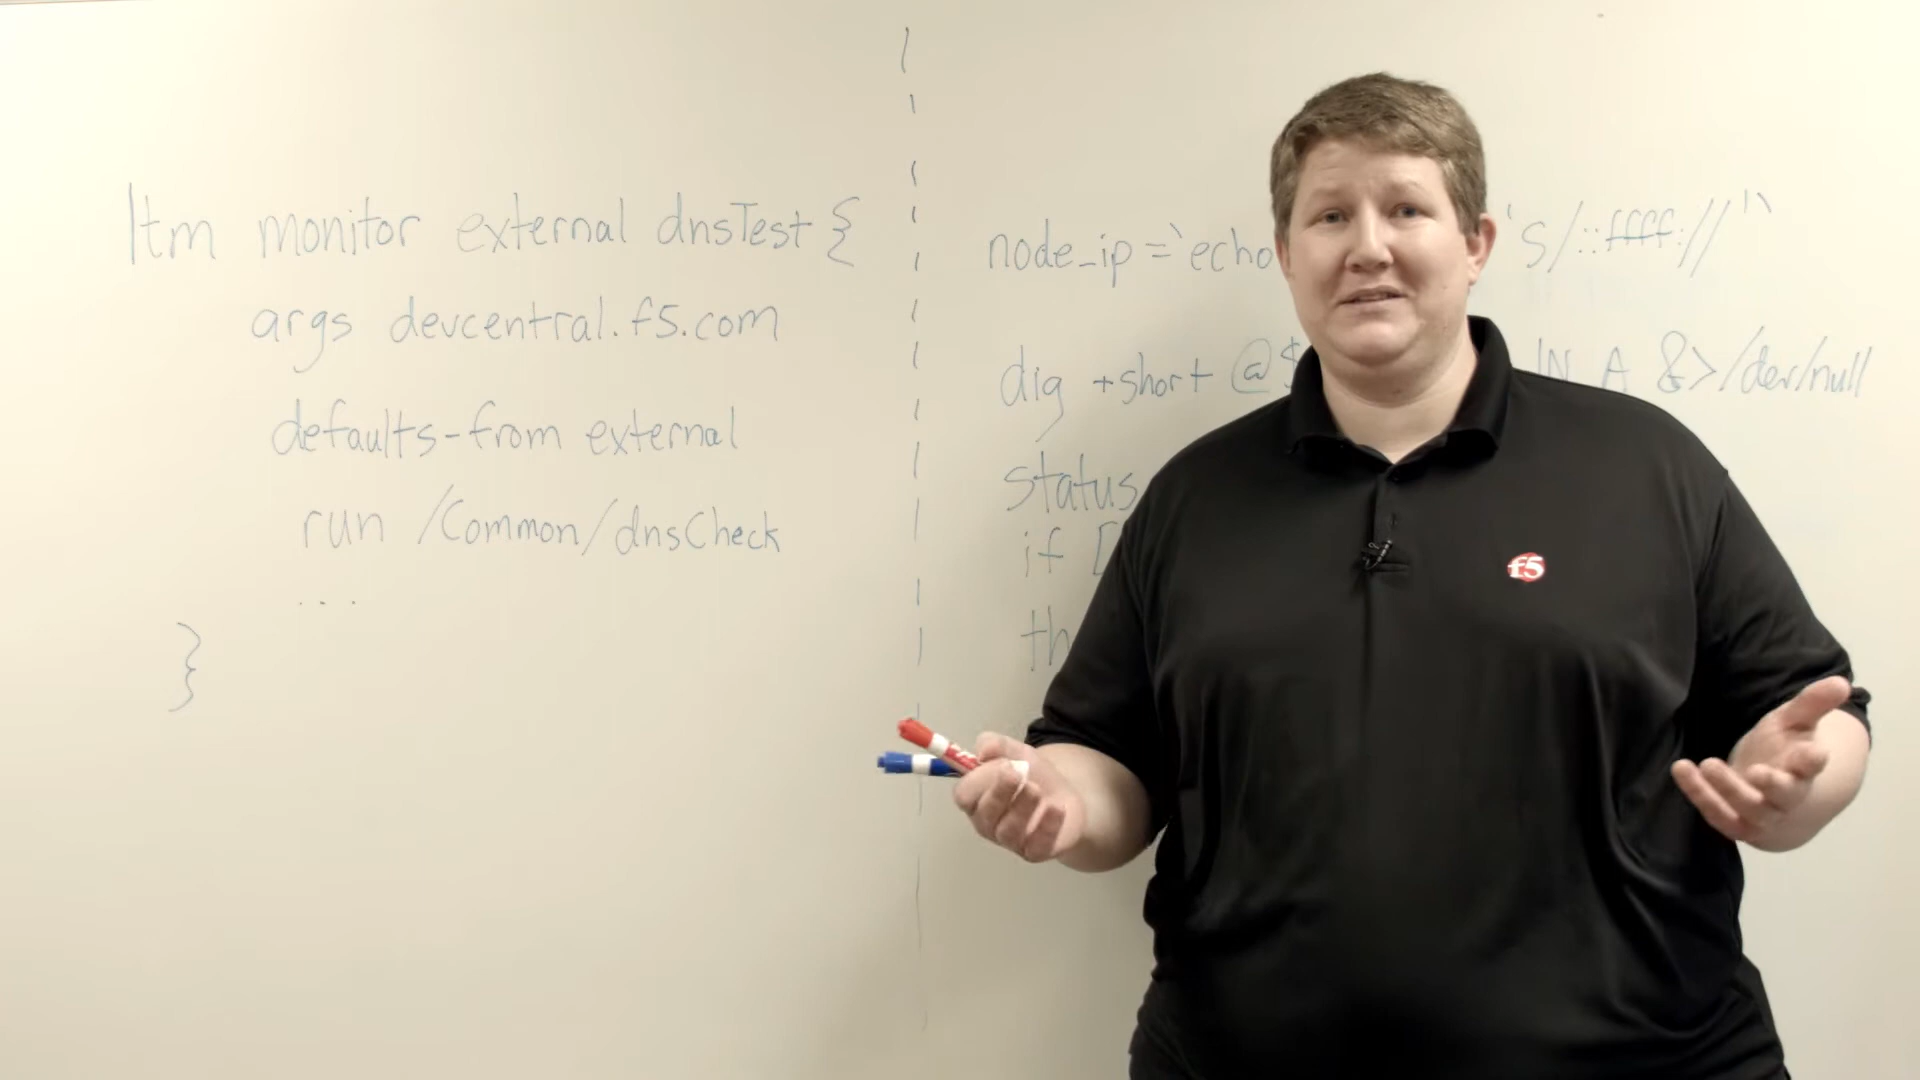 ltm monitor external dnsTest {
args devcentral.f5.com
defaults-from external
run /Common/dnsCheck
...
}
node_ip =`echo 's/::ffff://'`
dig +short @$ IN A &>/dev/null
status
if [
f5